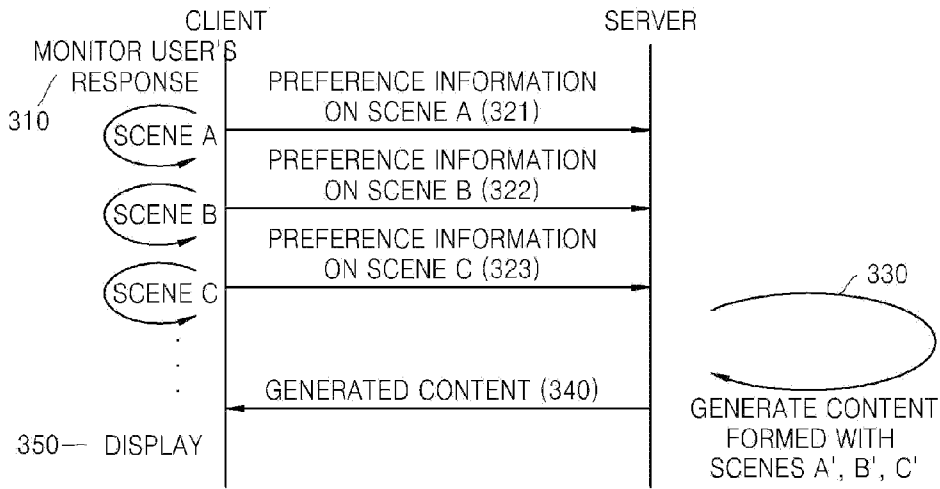 CLIENT
SERVER
MONITOR USER'S
RESPONSE
310
PREFERENCE INFORMATION
ON SCENE A (321)
SCENE A
PREFERENCE INFORMATION
ON SCENE B (322)
SCENE B
PREFERENCE INFORMATION
ON SCENE C (323)
SCENE C
330
GENERATED CONTENT (340)
GENERATE CONTENT
FORMED WITH
SCENES A', B', C'
350 DISPLAY